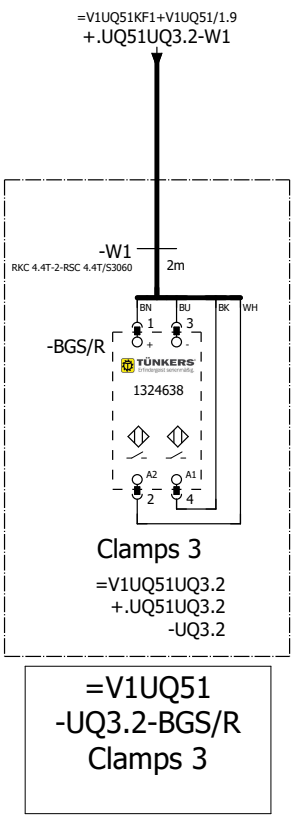 =V1UQ51KF1+V1UQ51/1.9
+.UQ51UQ3.2-W1
-W1
RKC 4.4T-2-RSC 4.4T/S3060
2m
BN BU BK WH
1 3
-BGS/R
+ -
TÜNKERS
Erfindergeist serienmäßig.
1324638
A2 A1
2 4
Clamps 3
=V1UQ51UQ3.2
+.UQ51UQ3.2
-UQ3.2
=V1UQ51
-UQ3.2-BGS/R
Clamps 3